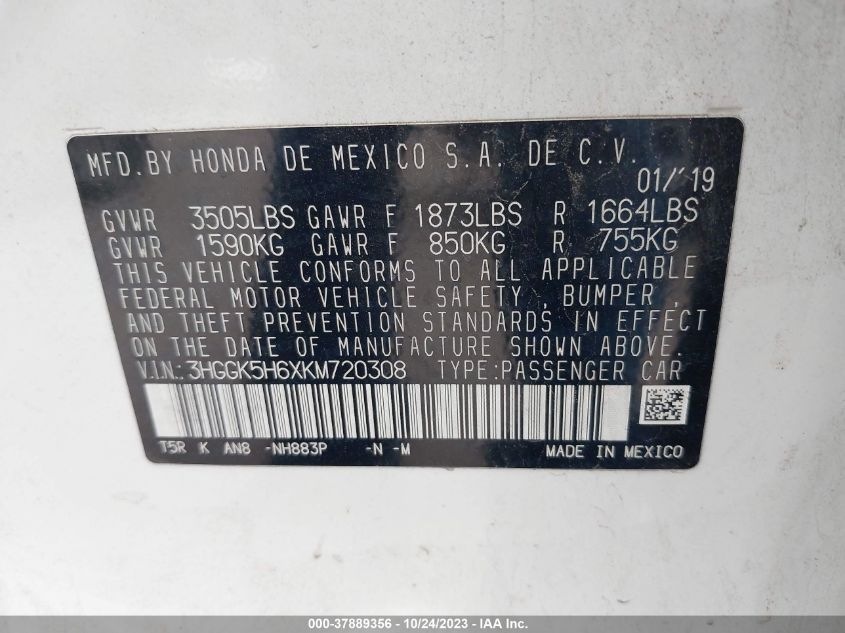 MFD.BY HONDA DE MEXICO S.A. DE C.V.
01/'19
GVWR 3505LBS GAWR F 1873LBS R 1664LBS
GVWR 1590KG GAWR F 850KG R 755KG
THIS VEHICLE CONFORMS TO ALL APPLICABLE
FEDERAL MOTOR VEHICLE SAFETY , BUMPER ,
AND THEFT PREVENTION STANDARDS IN EFFECT
ON THE DATE OF MANUFACTURE SHOWN ABOVE.
V.I.N.:3HGGK5H6XKM720308 TYPE:PASSENGER CAR
T5R K AN8 -NH883P -N -M MADE IN MEXICO
000-37889356 | 10/24/2023 | IAA Inc.